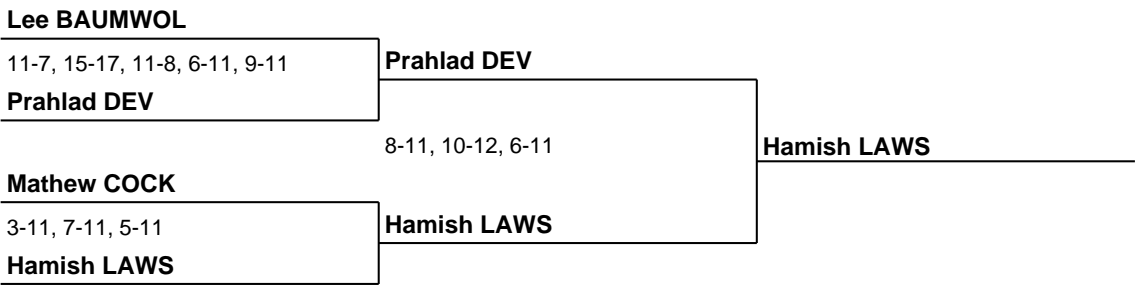 Lee BAUMWOL
11-7, 15-17, 11-8, 6-11, 9-11
Prahlad DEV
Prahlad DEV
8-11, 10-12, 6-11
Hamish LAWS
Mathew COCK
3-11, 7-11, 5-11
Hamish LAWS
Hamish LAWS